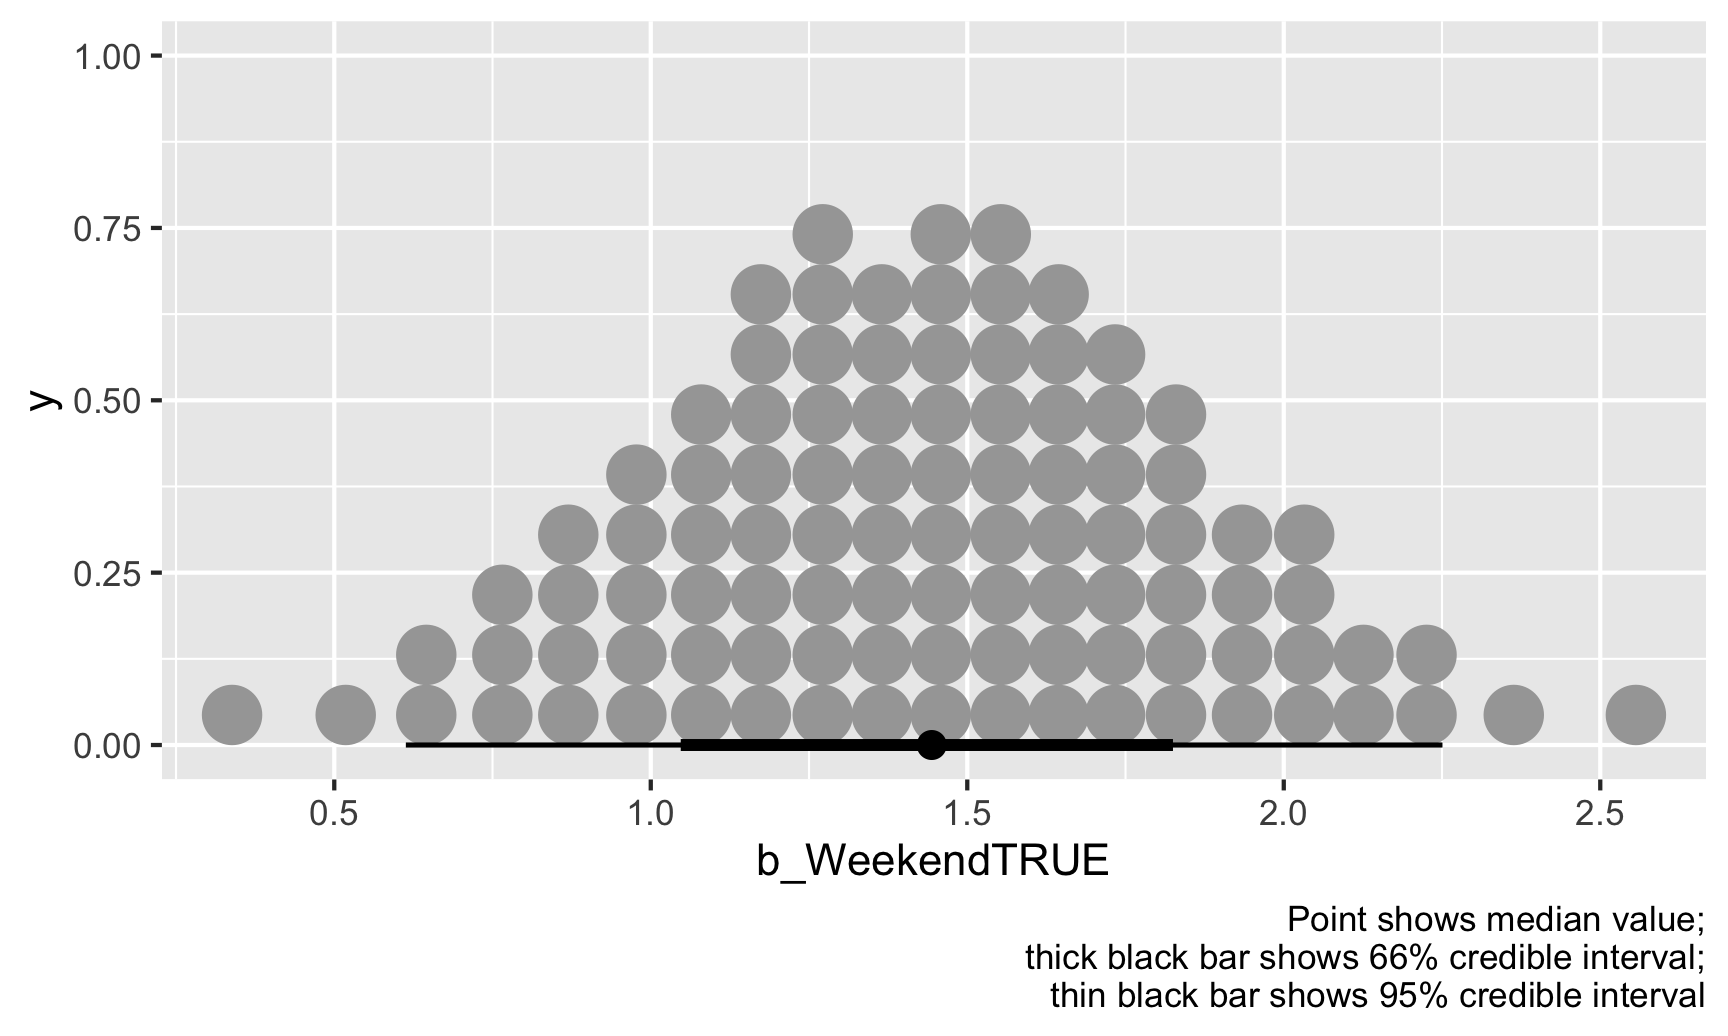 1.00
0.75
0.50
0.25
0.00
y
0.5 1.0 1.5 2.0 2.5
b_WeekendTRUE
Point shows median value;
thick black bar shows 66% credible interval;
thin black bar shows 95% credible interval